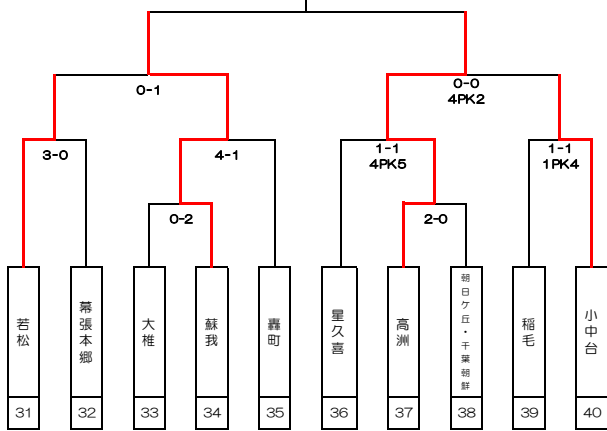 0-1
0-0
4PK2
3-0
4-1
1-1
4PK5
1-1
1PK4
0-2
2-0
若松
幕張本郷
大椎
蘇我
轟町
星久喜
高洲
朝日ケ丘・千葉朝鮮
稲毛
小中台
31
32
33
34
35
36
37
38
39
40